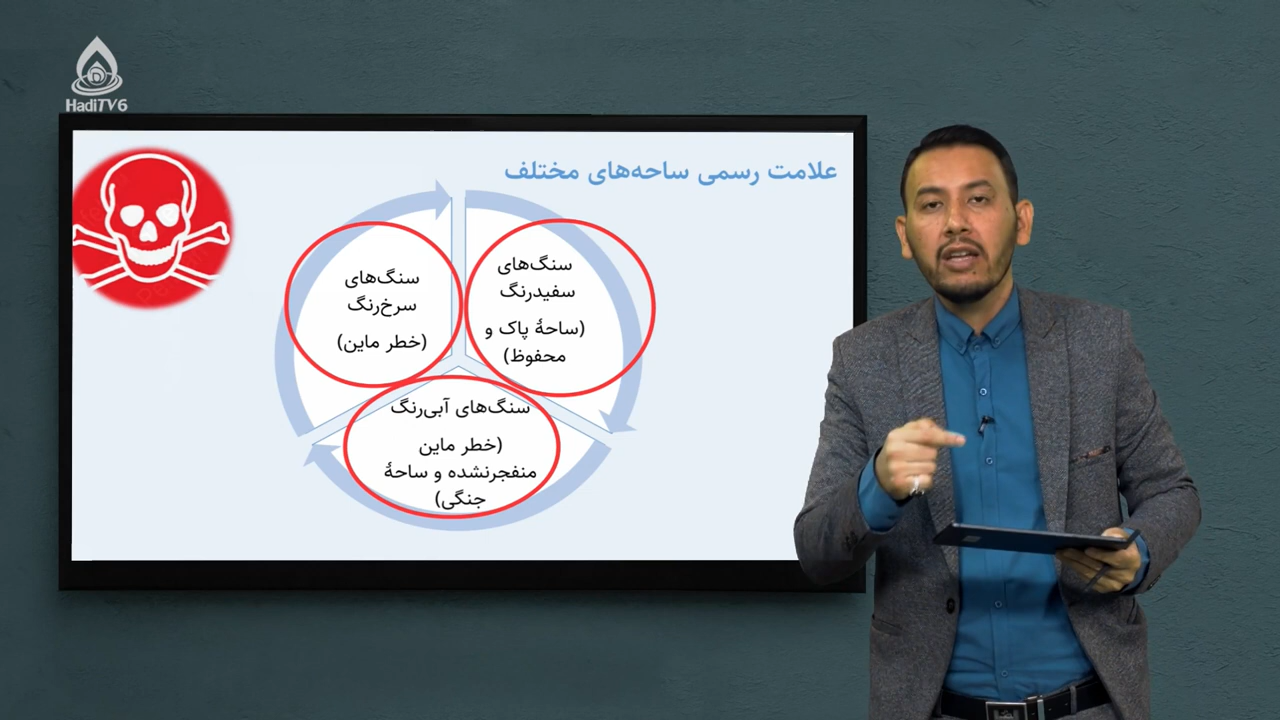 HadiTV6
علامت رسمی ساحه‌های مختلف
سنگ‌های
سفیدرنگ
(ساحهٔ پاک و
محفوظ)
سنگ‌های
سرخ‌رنگ
(خطر ماین)
سنگ‌های آبی‌رنگ
(خطر ماین
منفجرنشده و ساحهٔ
جنگی)